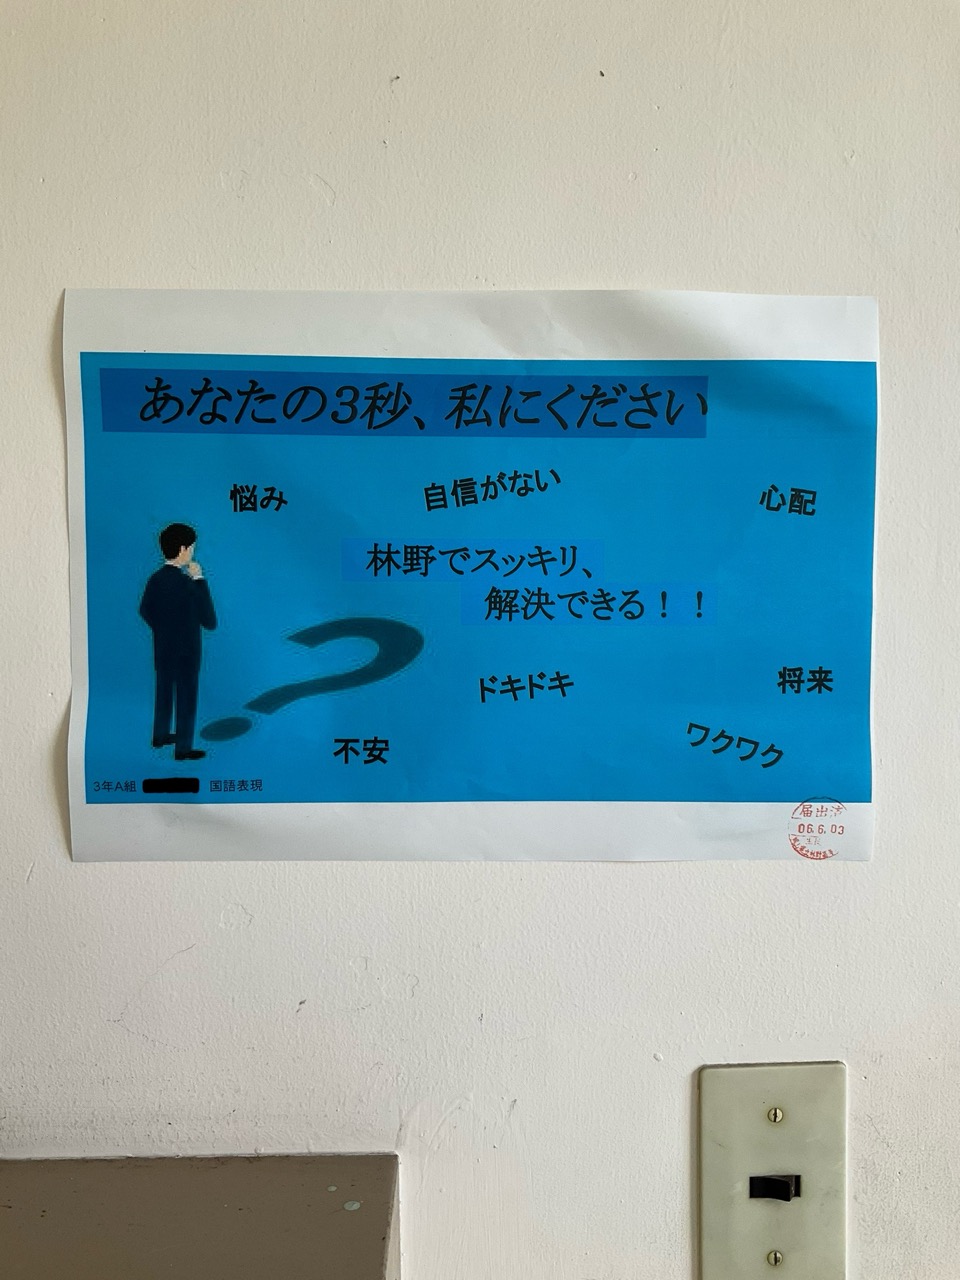 あなたの3秒、私にください
悩み
自信がない
心配
林野でスッキリ、
解決できる！！
ドキドキ
将来
不安
ワクワク
3年A組
国語表現
届出済
06.6.03